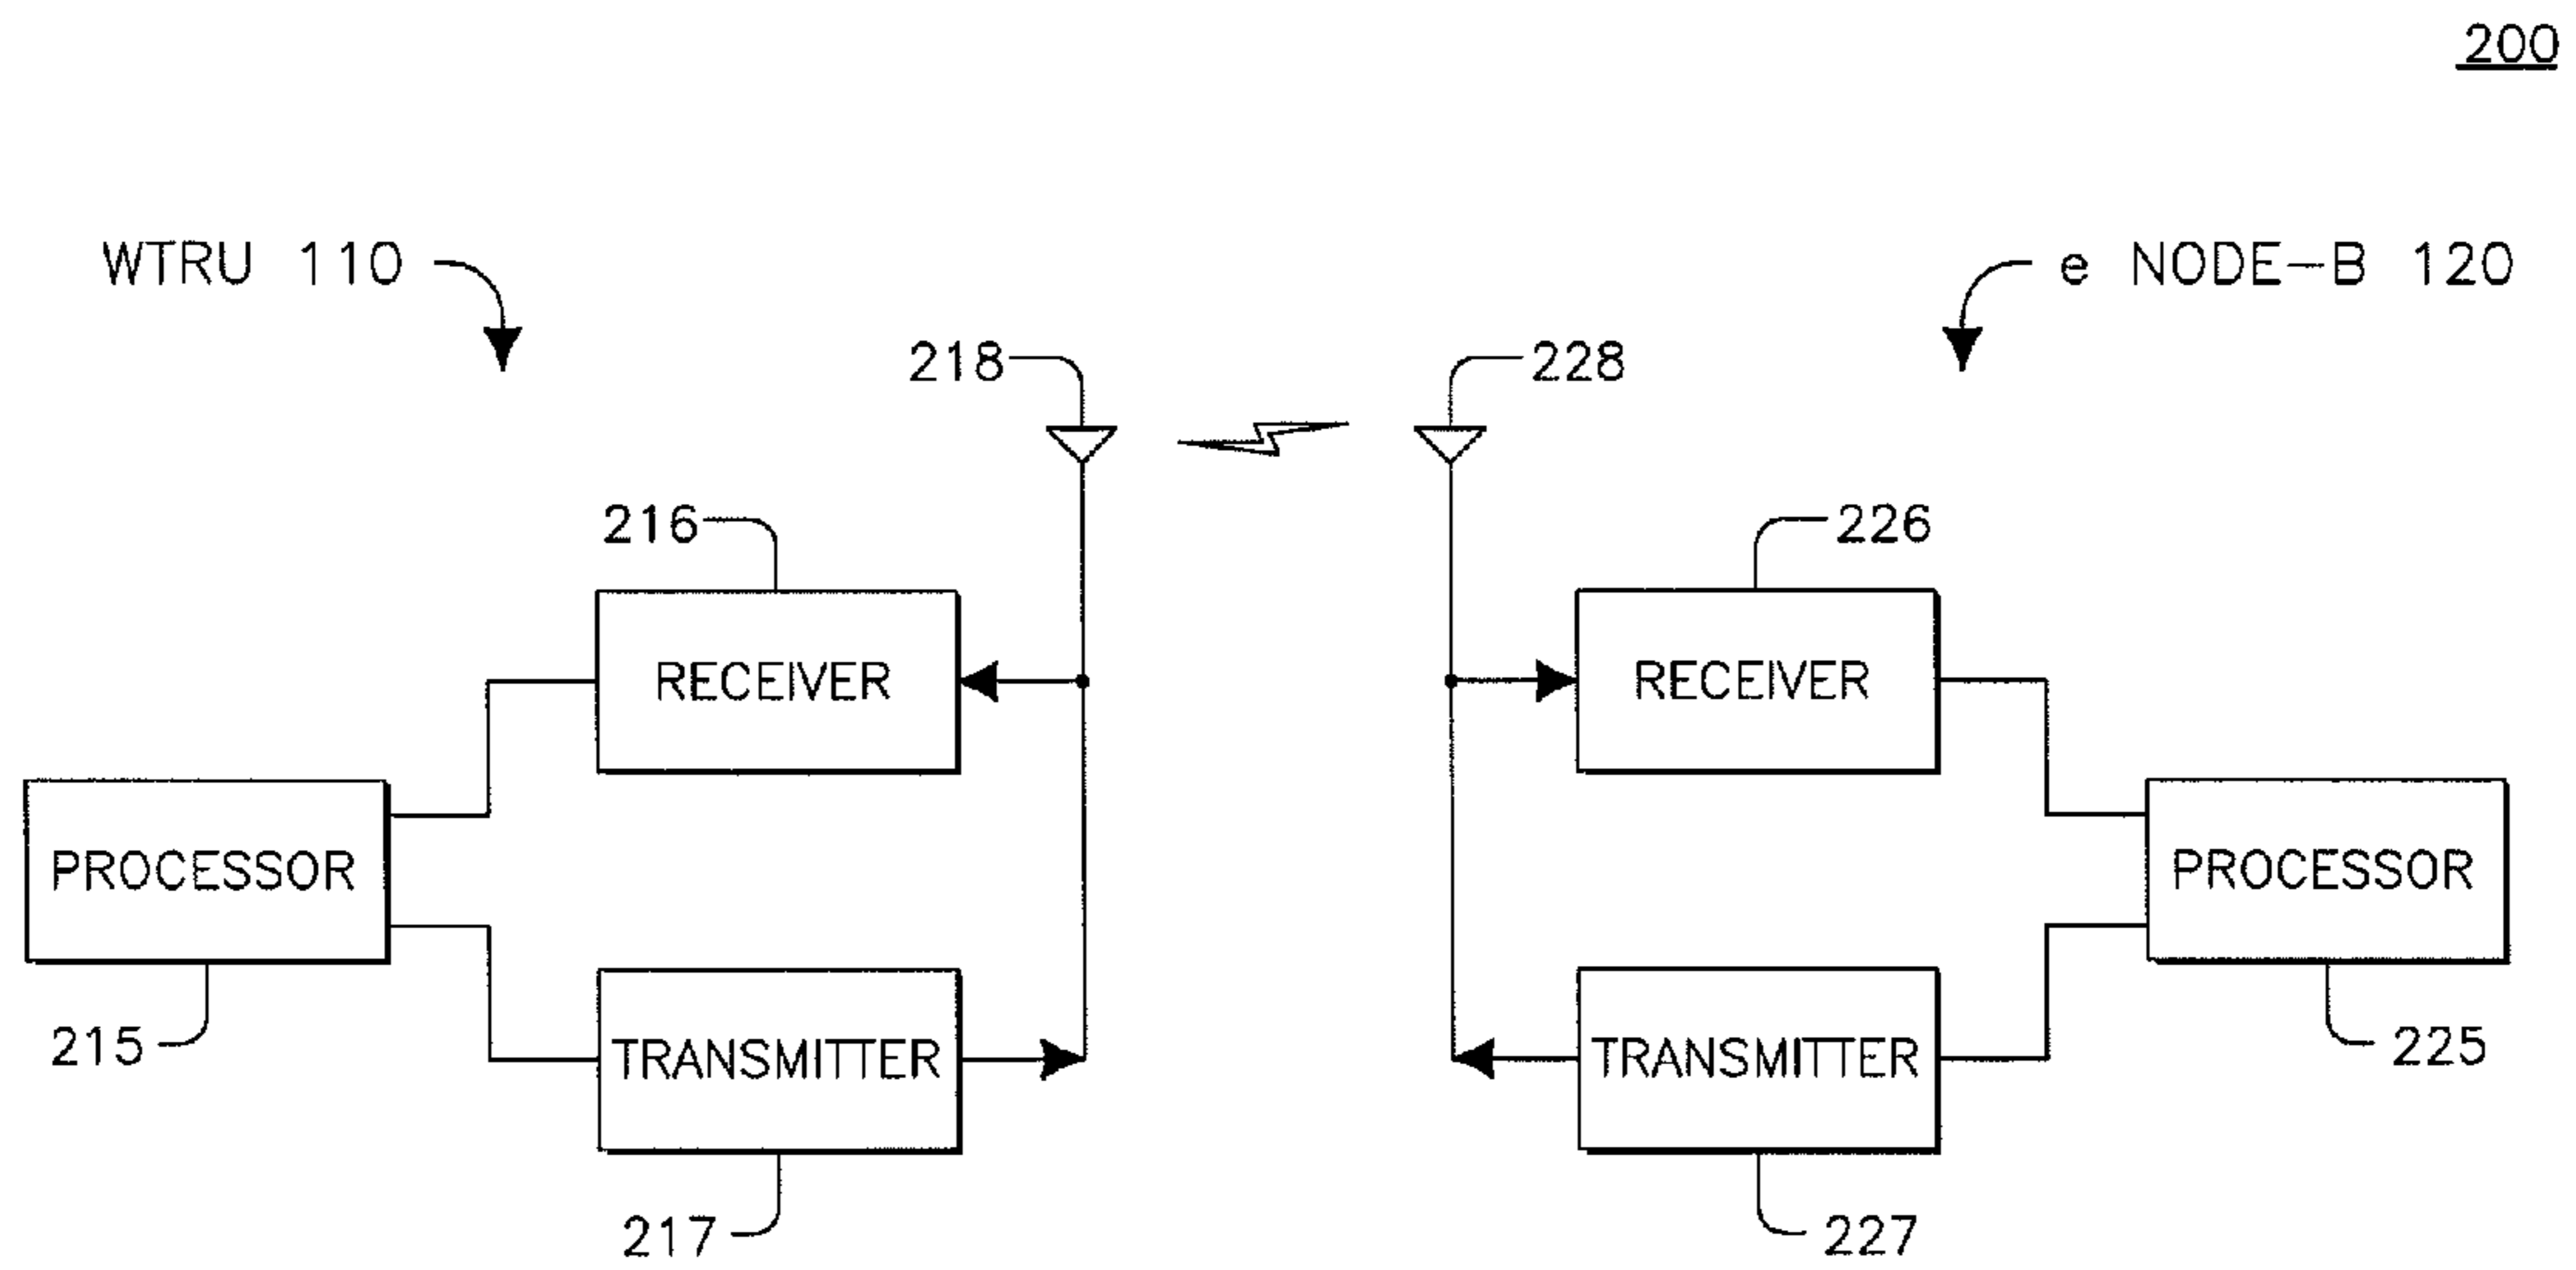 200
WTRU 110
e NODE-B 120
218
228
216
226
RECEIVER
RECEIVER
PROCESSOR
PROCESSOR
215
TRANSMITTER
TRANSMITTER
225
217
227